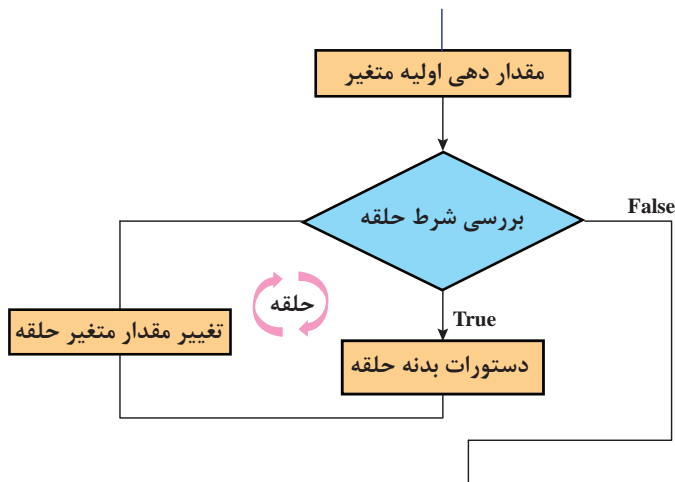 مقدار دهی اولیه متغیر
بررسی شرط حلقه
False
حلقه
True
تغییر مقدار متغیر حلقه
دستورات بدنه حلقه